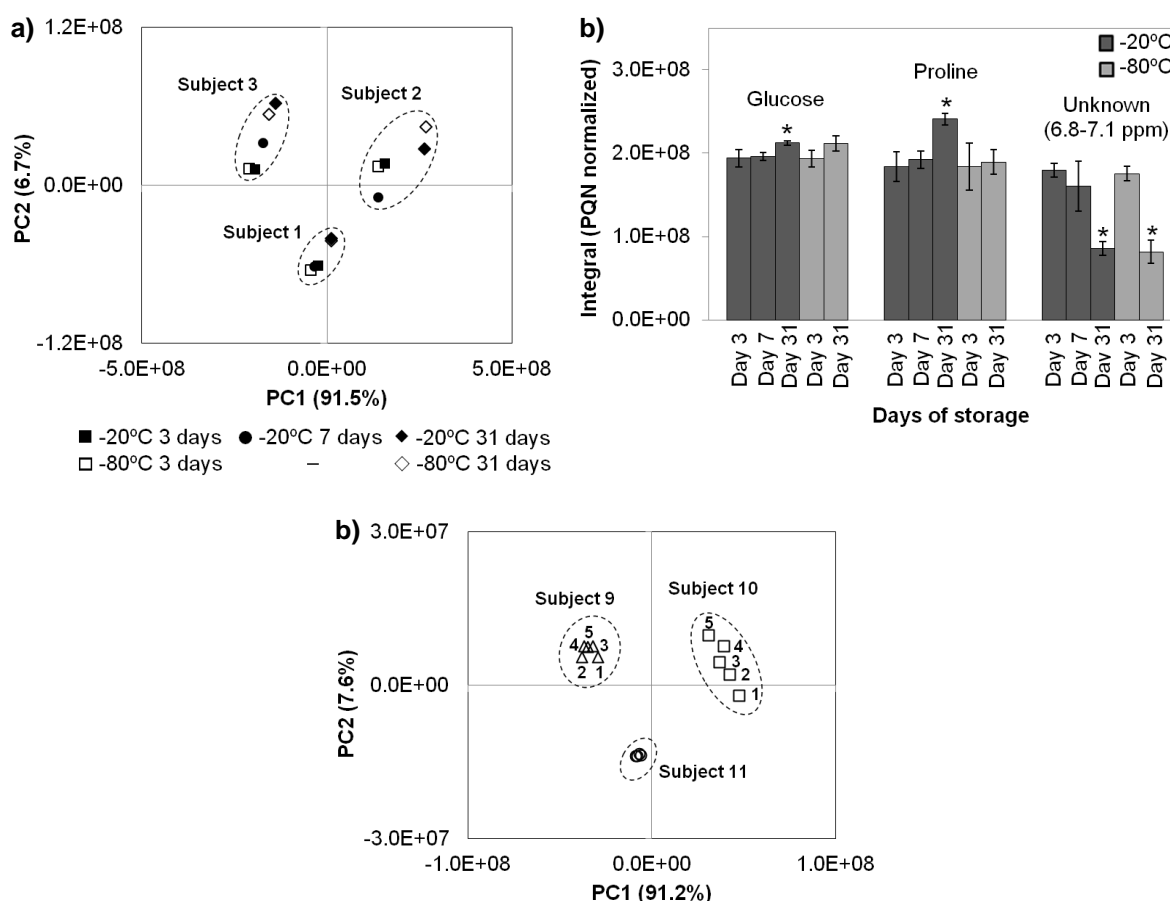 a)
1.2E+08
0.0E+00
-1.2E+08
PC2 (6.7%)
Subject 3
Subject 2
Subject 1
-5.0E+08 0.0E+00 5.0E+08
PC1 (91.5%)
■ -20ºC 3 days ● -20ºC 7 days ◆ -20ºC 31 days
□ -80ºC 3 days – ◇ -80ºC 31 days
b)
-20ºC
-80ºC
3.0E+08
2.0E+08
1.0E+08
0.0E+00
Integral (PQN normalized)
Glucose
Proline
Unknown
(6.8-7.1 ppm)
* * * *
Day 3 Day 7 Day 31 Day 3 Day 31 Day 3 Day 7 Day 31 Day 3 Day 31 Day 3 Day 7 Day 31 Day 3 Day 31
Days of storage
b)
3.0E+07
0.0E+00
-3.0E+07
PC2 (7.6%)
Subject 9
5
4 3
2 1
Subject 10
5
4
3
2
1
Subject 11
-1.0E+08 0.0E+00 1.0E+08
PC1 (91.2%)